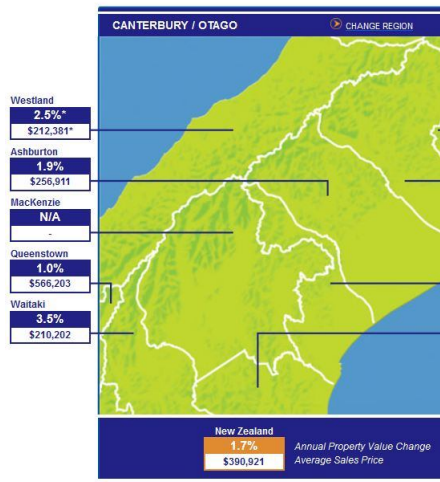 CANTERBURY / OTAGO
CHANGE REGION
Westland
2.5%*
$212,381*
Ashburton
1.9%
$256,911
MacKenzie
N/A
-
Queenstown
1.0%
$566,203
Waitaki
3.5%
$210,202
New Zealand
1.7% Annual Property Value Change
$390,921 Average Sales Price